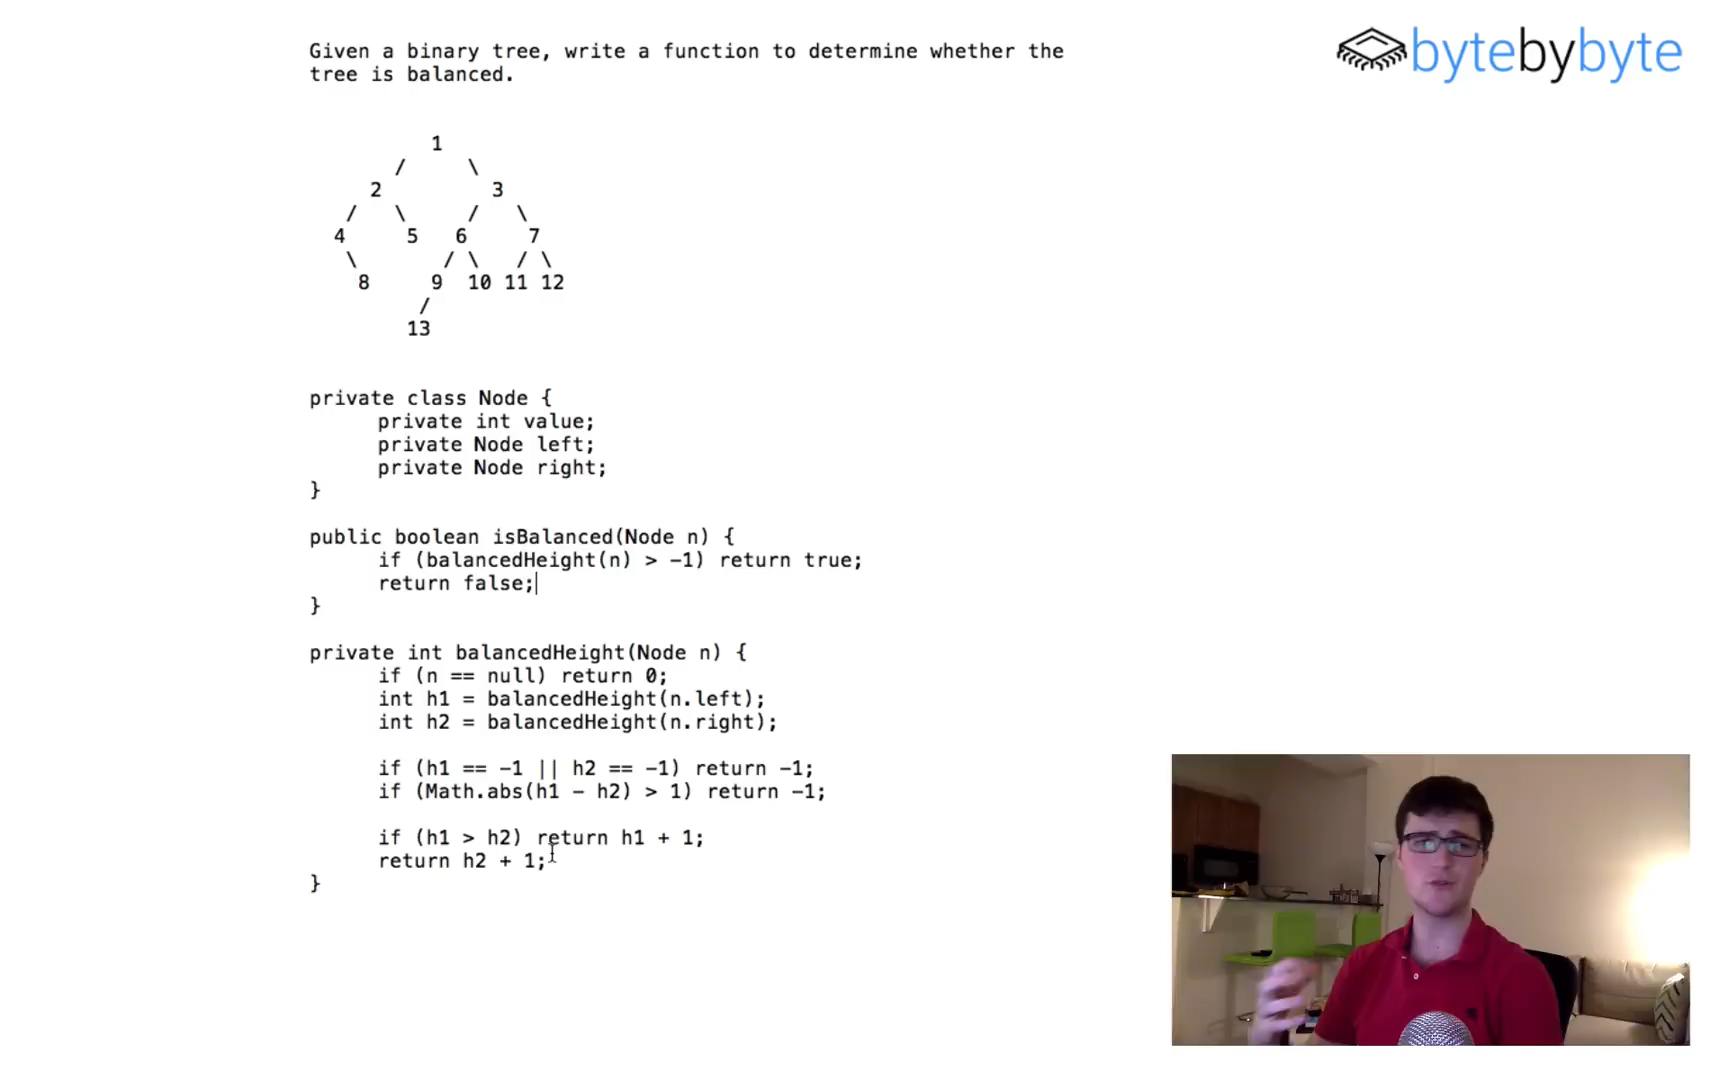 bytebybyte
Given a binary tree, write a function to determine whether the
tree is balanced.
1
/ \
2 3
/ \ / \
4 5 6 7
\ / \ / \
8 9 10 11 12
/
13
private class Node {
private int value;
private Node left;
private Node right;
}
public boolean isBalanced(Node n) {
if (balancedHeight(n) > -1) return true;
return false;
}
private int balancedHeight(Node n) {
if (n == null) return 0;
int h1 = balancedHeight(n.left);
int h2 = balancedHeight(n.right);
if (h1 == -1 || h2 == -1) return -1;
if (Math.abs(h1 - h2) > 1) return -1;
if (h1 > h2) return h1 + 1;
return h2 + 1;
}